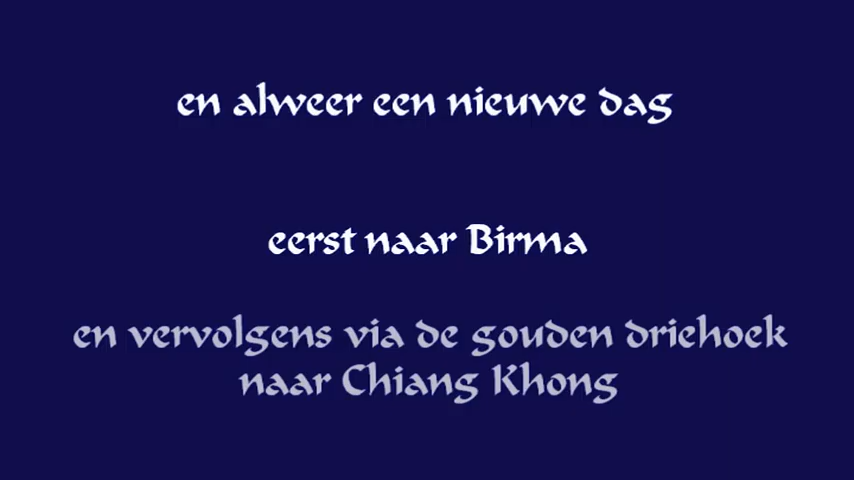 en alweer een nieuwe dag
eerst naar Birma
en vervolgens via de gouden driehoek
naar Chiang Khong